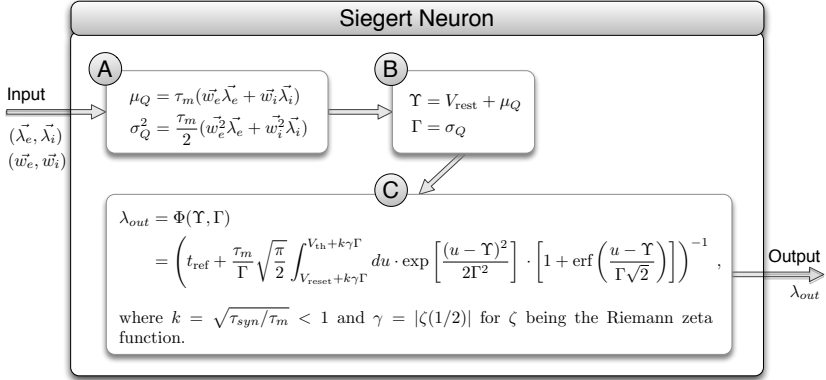 Siegert Neuron
A
B
Input
μ_Q = τ_m(w⃗_e λ⃗_e + w⃗_i λ⃗_i)
σ_Q^2 = τ_m/2 (w⃗_e^2 λ⃗_e + w⃗_i^2 λ⃗_i)
ϒ = V_rest + μ_Q
Γ = σ_Q
(λ⃗_e, λ⃗_i)
(w⃗_e, w⃗_i)
C
λ_out = Φ(ϒ, Γ)
= ( t_ref + τ_m/Γ √(π/2) ∫_{V_reset+kγΓ}^{V_th+kγΓ} du · exp[ (u − ϒ)^2 / 2Γ^2 ] · [ 1 + erf( (u − ϒ) / Γ√2 ) ] )^{−1} ,
Output
λ_out
where k = √(τ_syn/τ_m) < 1 and γ = |ζ(1/2)| for ζ being the Riemann zeta
function.